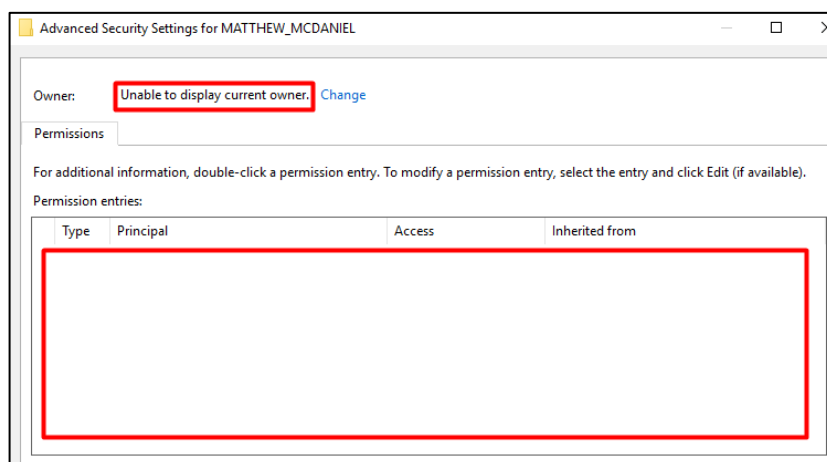 Advanced Security Settings for MATTHEW_MCDANIEL
Owner: Unable to display current owner. Change
Permissions
For additional information, double-click a permission entry. To modify a permission entry, select the entry and click Edit (if available).
Permission entries:
Type Principal Access Inherited from